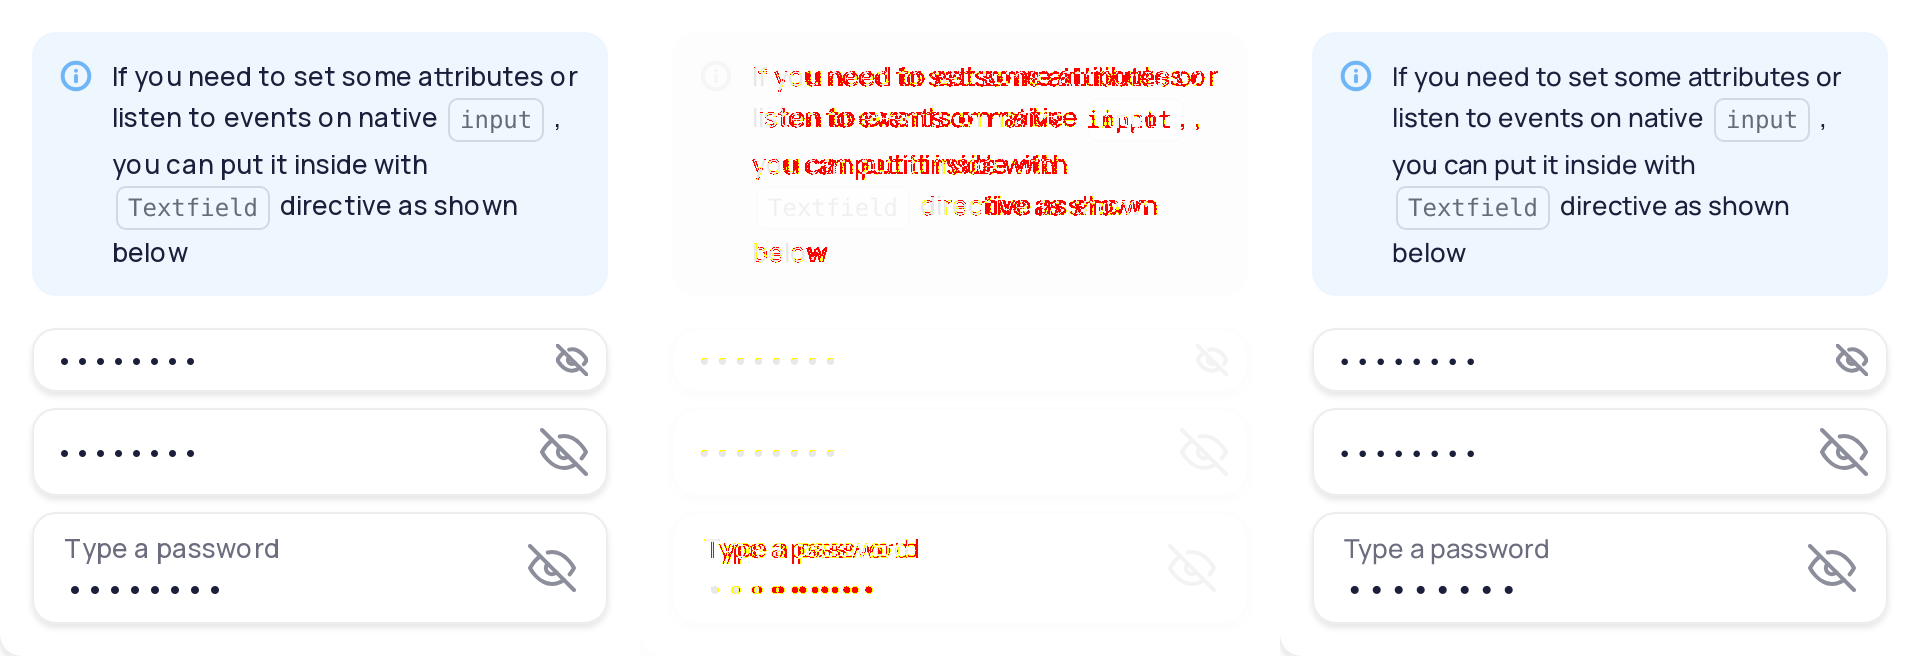 If you need to set some attributes or
listen to events on native input ,
you can put it inside with
Textfield directive as shown
below
••••••••
••••••••
Type a password
••••••••
If you need to set some attributes or
listen to events on native input ,
you can put it inside with
Textfield directive as shown
below
••••••••
••••••••
Type a password
••••••••
If you need to set some attributes or
listen to events on native input ,
you can put it inside with
Textfield directive as shown
below
••••••••
••••••••
Type a password
••••••••